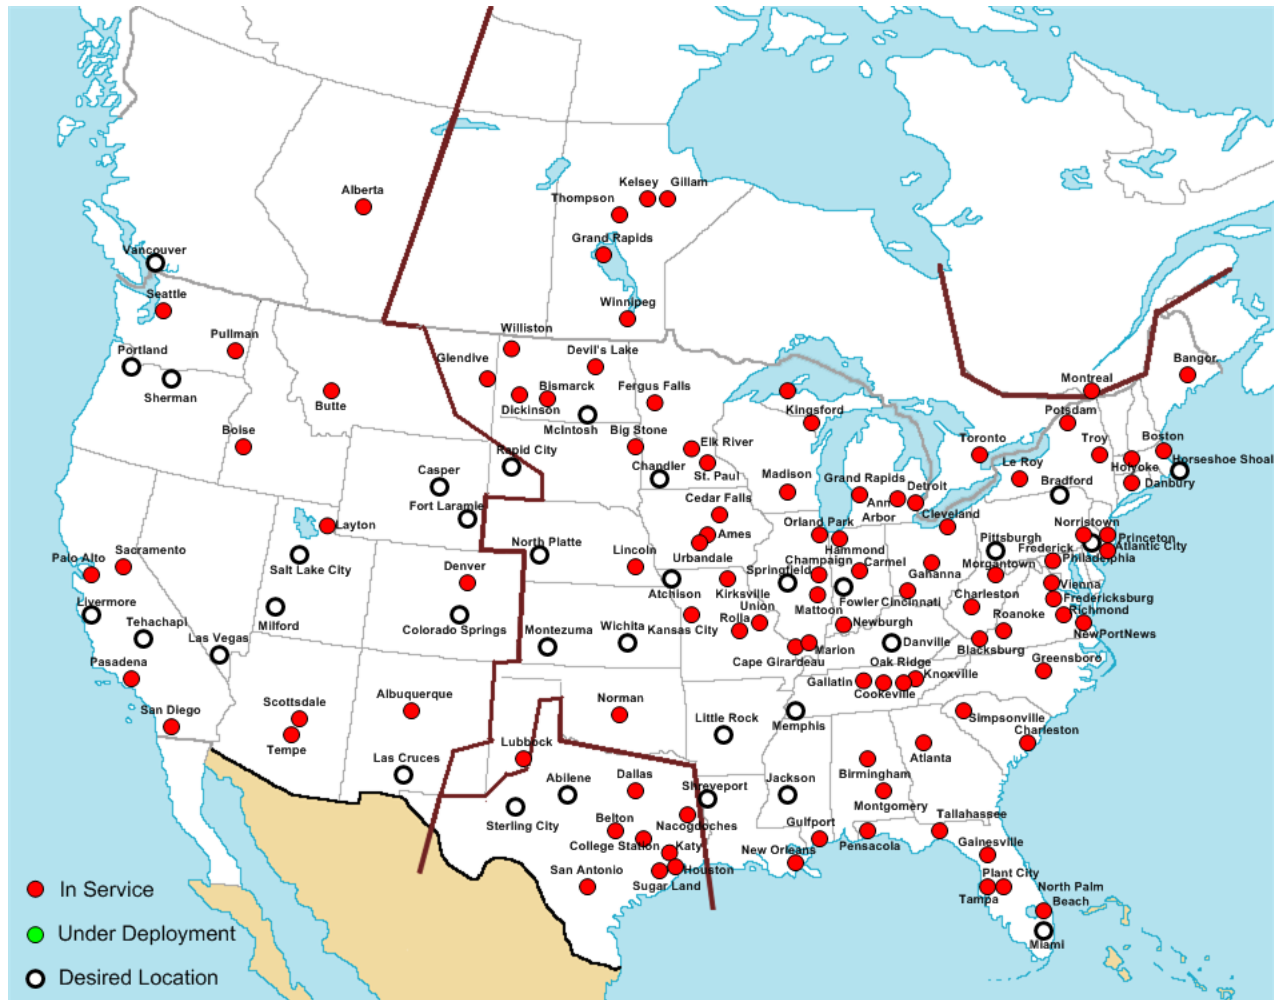 Alberta
Kelsey
Gillam
Thompson
Grand Rapids
Winnipeg
Vancouver
Seattle
Pullman
Portland
Sherman
Butte
Boise
Williston
Glendive
Devil's Lake
Bismarck
Dickinson
Fergus Falls
McIntosh
Big Stone
Elk River
St. Paul
Chandler
Rapid City
Casper
Fort Laramie
Kingsford
Madison
Grand Rapids
Ann
Arbor
Detroit
Cleveland
Toronto
Le Roy
Montreal
Potsdam
Troy
Bangor
Boston
Holyoke
Horseshoe Shoal
Danbury
Bradford
Cedar Falls
Ames
Urbandale
Orland Park
Hammond
Layton
Salt Lake City
Milford
Palo Alto
Sacramento
Livermore
Tehachapi
Las Vegas
Pasadena
San Diego
Denver
Colorado Springs
North Platte
Lincoln
Atchison
Kirksville
Springfield
Champaign
Carmel
Mattoon
Fowler
Cincinnati
Gahanna
Pittsburgh
Morgantown
Norristown
Princeton
Atlantic City
Frederick
Philadelphia
Vienna
Fredericksburg
Richmond
NewPortNews
Charleston
Roanoke
Blacksburg
Montezuma
Wichita
Kansas City
Rolla
Union
Newburgh
Marion
Cape Girardeau
Danville
Oak Ridge
Knoxville
Gallatin
Cookeville
Greensboro
Scottsdale
Tempe
Albuquerque
Las Cruces
Norman
Lubbock
Little Rock
Memphis
Simpsonville
Charleston
Atlanta
Birmingham
Montgomery
Abilene
Sterling City
Dallas
Shreveport
Jackson
Nacogdoches
Belton
College Station
Katy
Houston
Sugar Land
San Antonio
Gulfport
New Orleans
Pensacola
Tallahassee
Gainesville
Plant City
Tampa
North Palm
Beach
Miami
In Service
Under Deployment
Desired Location